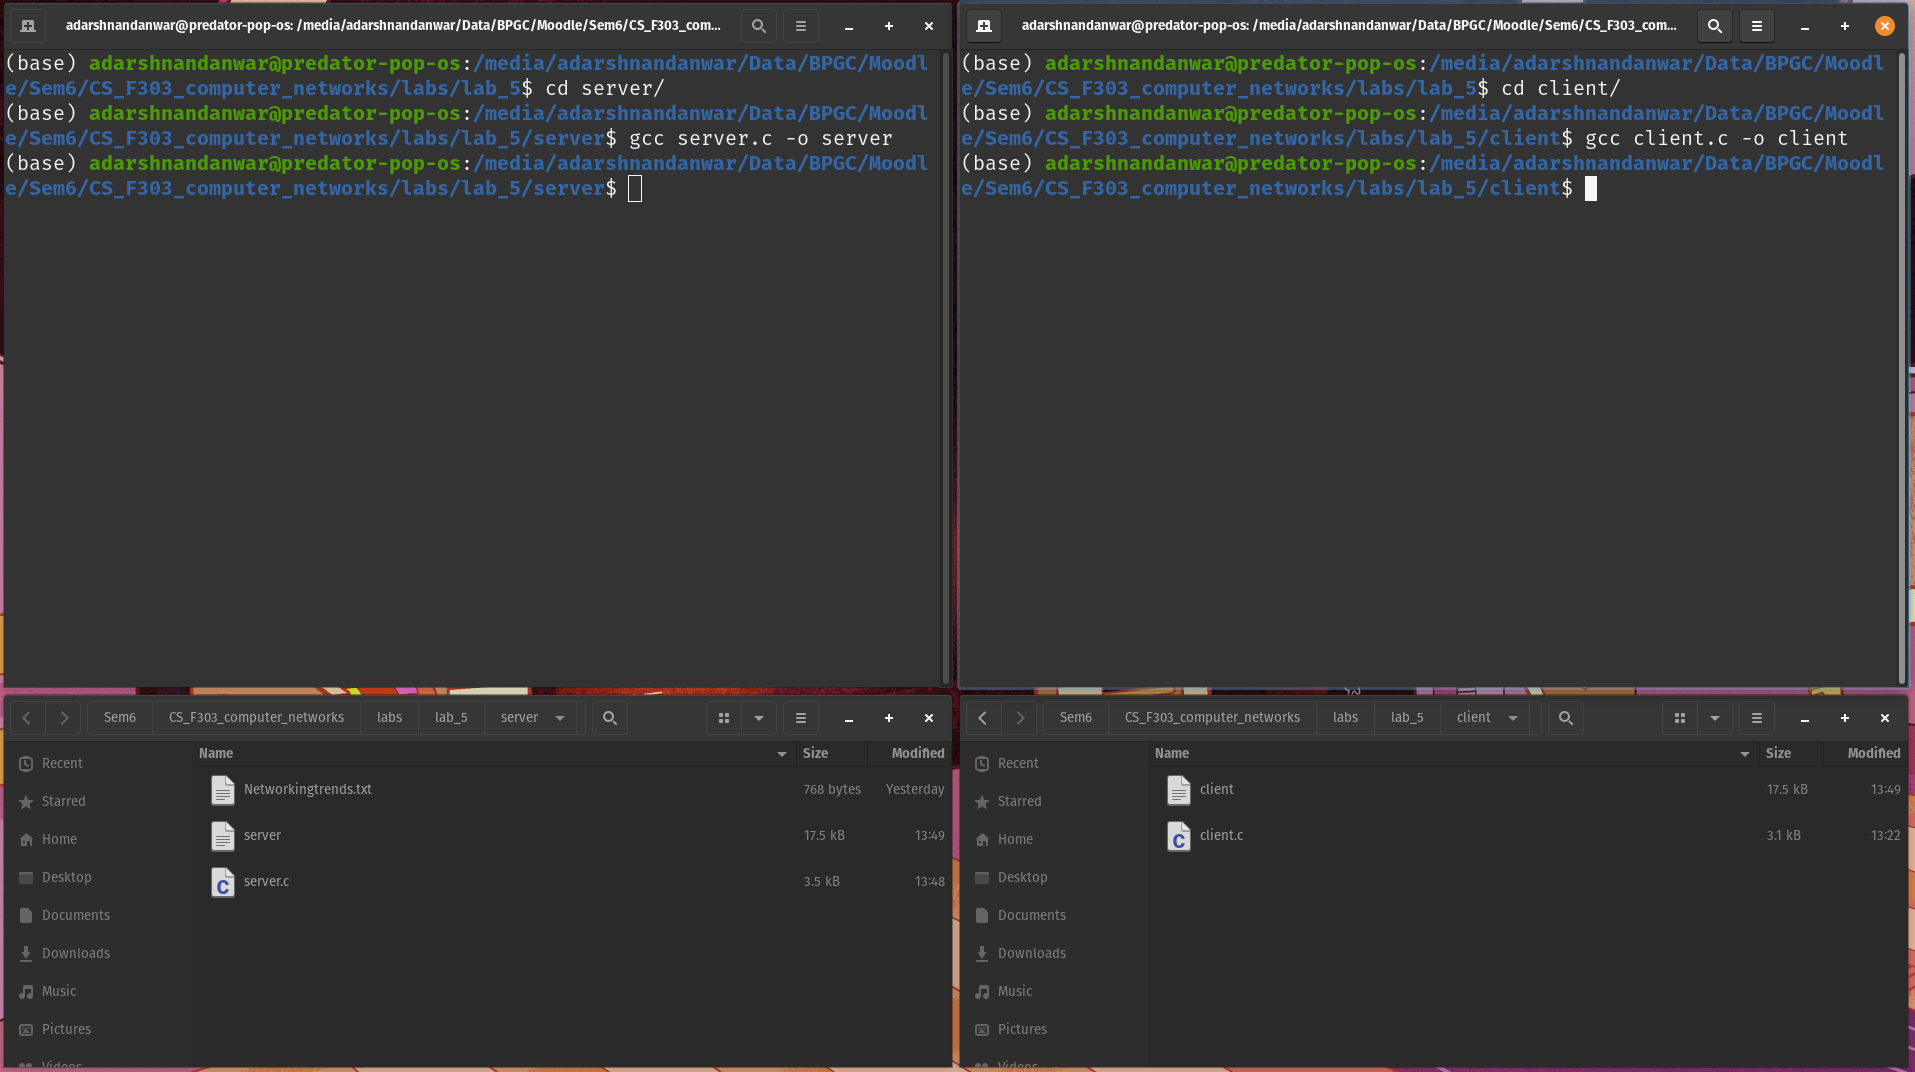 adarshnandanwar@predator-pop-os: /media/adarshnandanwar/Data/BPGC/Moodle/Sem6/CS_F303_com...
(base) adarshnandanwar@predator-pop-os:/media/adarshnandanwar/Data/BPGC/Moodl
e/Sem6/CS_F303_computer_networks/labs/lab_5$ cd server/
(base) adarshnandanwar@predator-pop-os:/media/adarshnandanwar/Data/BPGC/Moodl
e/Sem6/CS_F303_computer_networks/labs/lab_5/server$ gcc server.c -o server
(base) adarshnandanwar@predator-pop-os:/media/adarshnandanwar/Data/BPGC/Moodl
e/Sem6/CS_F303_computer_networks/labs/lab_5/server$
adarshnandanwar@predator-pop-os: /media/adarshnandanwar/Data/BPGC/Moodle/Sem6/CS_F303_com...
(base) adarshnandanwar@predator-pop-os:/media/adarshnandanwar/Data/BPGC/Moodl
e/Sem6/CS_F303_computer_networks/labs/lab_5$ cd client/
(base) adarshnandanwar@predator-pop-os:/media/adarshnandanwar/Data/BPGC/Moodl
e/Sem6/CS_F303_computer_networks/labs/lab_5/client$ gcc client.c -o client
(base) adarshnandanwar@predator-pop-os:/media/adarshnandanwar/Data/BPGC/Moodl
e/Sem6/CS_F303_computer_networks/labs/lab_5/client$
Sem6 CS_F303_computer_networks labs lab_5 server
Recent
Starred
Home
Desktop
Documents
Downloads
Music
Pictures
Videos
Name Size Modified
Networkingtrends.txt 768 bytes Yesterday
server 17.5 kB 13:49
server.c 3.5 kB 13:48
Sem6 CS_F303_computer_networks labs lab_5 client
Recent
Starred
Home
Desktop
Documents
Downloads
Music
Pictures
Videos
Name Size Modified
client 17.5 kB 13:49
client.c 3.1 kB 13:22